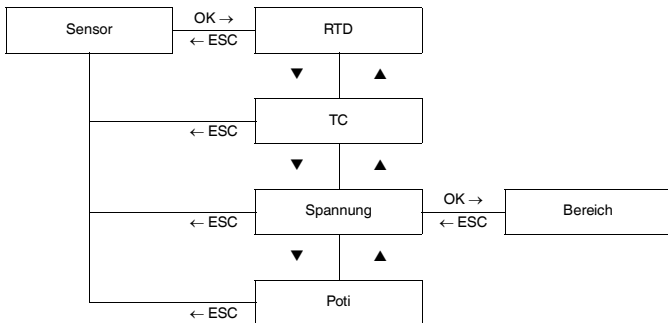 OK →
Sensor
RTD
← ESC
▼ ▲
TC
← ESC
▼ ▲
OK →
Spannung
Bereich
← ESC
← ESC
▼ ▲
Poti
← ESC